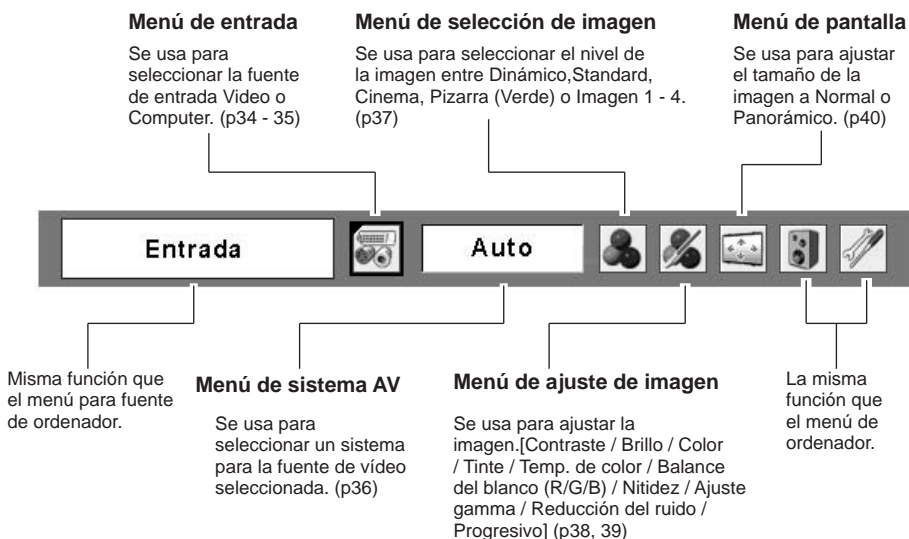 Menú de entrada
Se usa para
seleccionar la fuente
de entrada Video o
Computer. (p34 - 35)
Menú de selección de imagen
Se usa para seleccionar el nivel de
la imagen entre Dinámico,Standard,
Cinema, Pizarra (Verde) o Imagen 1 - 4.
(p37)
Menú de pantalla
Se usa para ajustar
el tamaño de la
imagen a Normal o
Panorámico. (p40)
Entrada
Auto
Misma función que
el menú para fuente
de ordenador.
Menú de sistema AV
Se usa para
seleccionar un sistema
para la fuente de vídeo
seleccionada. (p36)
Menú de ajuste de imagen
Se usa para ajustar la
imagen.[Contraste / Brillo / Color
/ Tinte / Temp. de color / Balance
del blanco (R/G/B) / Nitidez / Ajuste
gamma / Reducción del ruido /
Progresivo] (p38, 39)
La misma
función que
el menú de
ordenador.